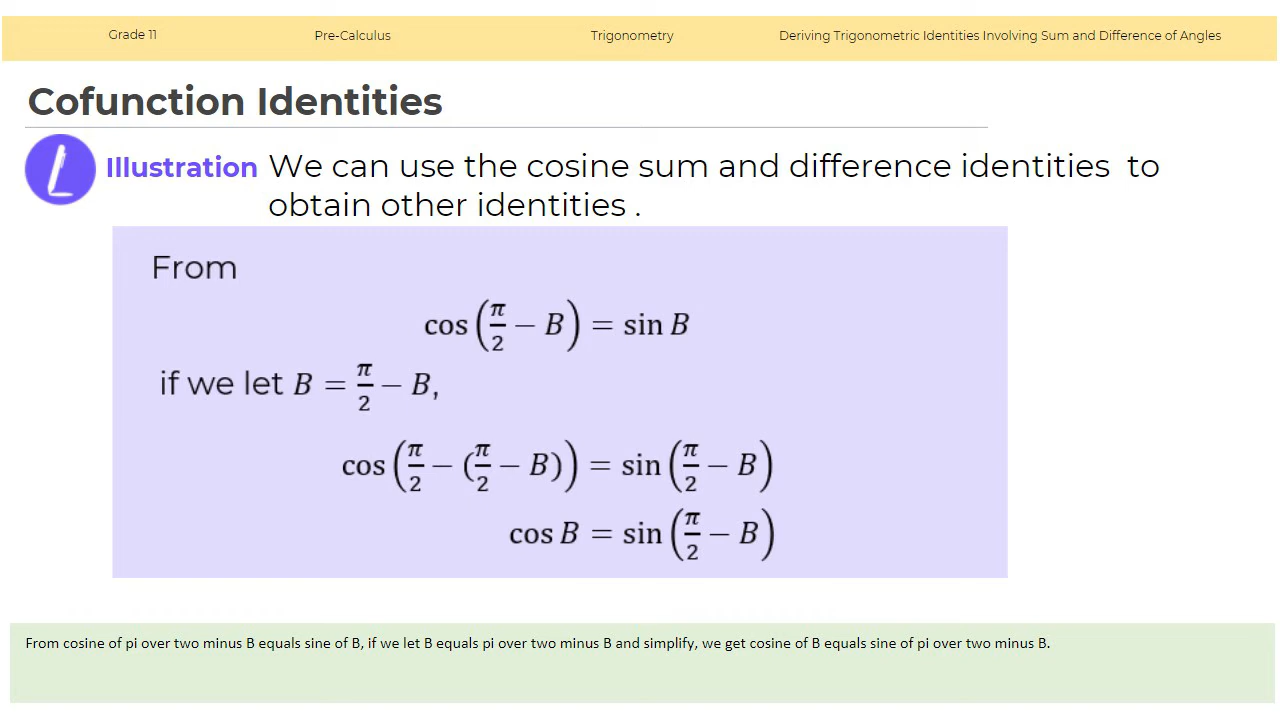 Grade 11 Pre-Calculus Trigonometry Deriving Trigonometric Identities Involving Sum and Difference of Angles
Cofunction Identities
Illustration We can use the cosine sum and difference identities to
obtain other identities .
From
cos(π/2 − B) = sin B
if we let B = π/2 − B,
cos(π/2 − (π/2 − B)) = sin(π/2 − B)
cos B = sin(π/2 − B)
From cosine of pi over two minus B equals sine of B, if we let B equals pi over two minus B and simplify, we get cosine of B equals sine of pi over two minus B.